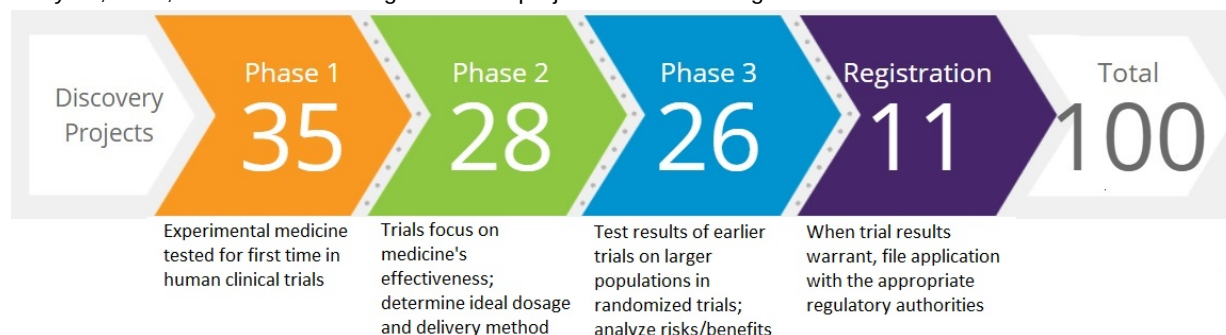 Discovery
Projects
Phase 1
35
Phase 2
28
Phase 3
26
Registration
11
Total
100
Experimental medicine
tested for first time in
human clinical trials
Trials focus on
medicine's
effectiveness;
determine ideal dosage
and delivery method
Test results of earlier
trials on larger
populations in
randomized trials;
analyze risks/benefits
When trial results
warrant, file application
with the appropriate
regulatory authorities